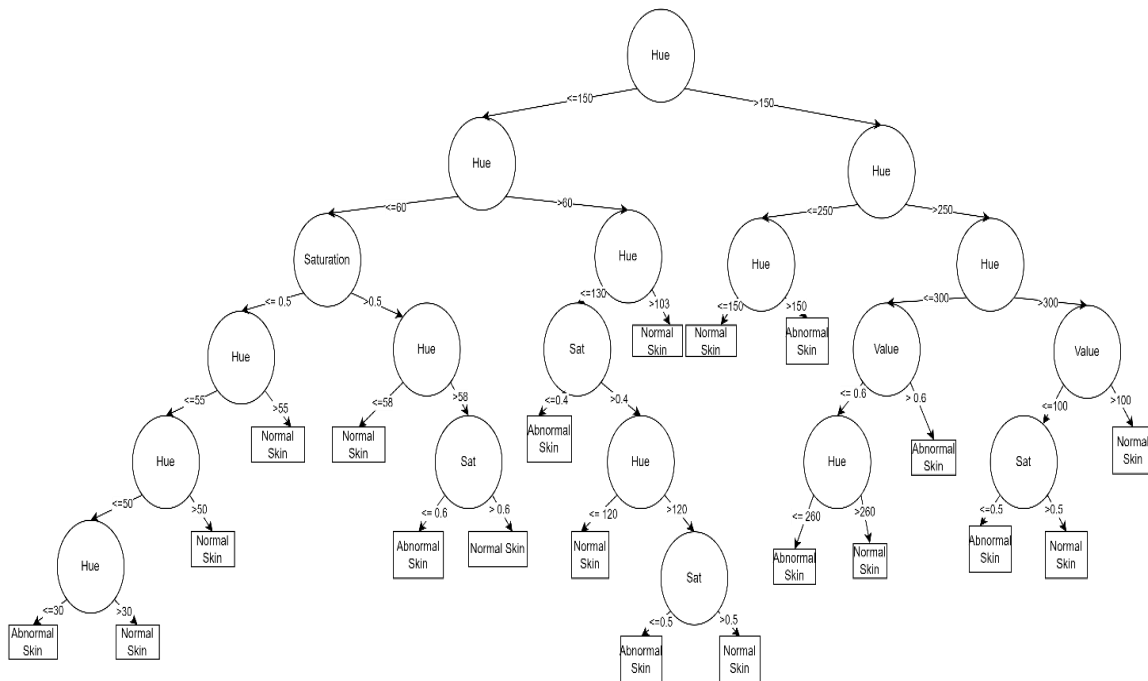 Hue
<=150
>150
Hue
Hue
<=60
>60
<=250
>250
Saturation
Hue
Hue
Hue
<= 0.5
>0.5
<=130
>103
<=150
>150
<=300
>300
Normal
Skin
Normal
Skin
Abnormal
Skin
Hue
Hue
Sat
Value
Value
<=55
>55
<=58
>58
<=0.4
>0.4
<= 0.6
> 0.6
<=100
>100
Normal
Skin
Normal
Skin
Abnormal
Skin
Abnormal
Skin
Normal
Skin
Hue
Sat
Hue
Hue
Sat
<=50
>50
<= 0.6
> 0.6
<= 120
>120
<= 260
>260
<=0.5
>0.5
Normal
Skin
Abnormal
Skin
Normal Skin
Normal
Skin
Abnormal
Skin
Normal
Skin
Abnormal
Skin
Normal
Skin
Hue
Sat
<=30
>30
<=0.5
>0.5
Abnormal
Skin
Normal
Skin
Abnormal
Skin
Normal
Skin